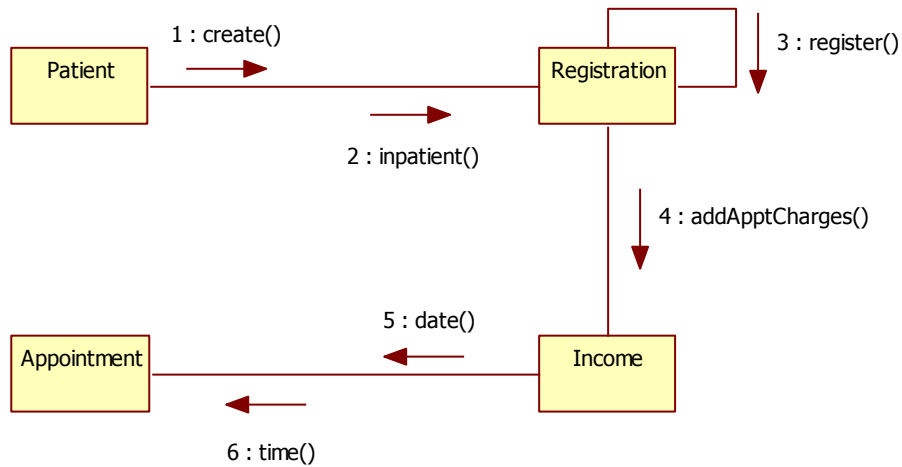 1 : create()
Patient
Registration
3 : register()
2 : inpatient()
4 : addApptCharges()
5 : date()
Appointment
Income
6 : time()